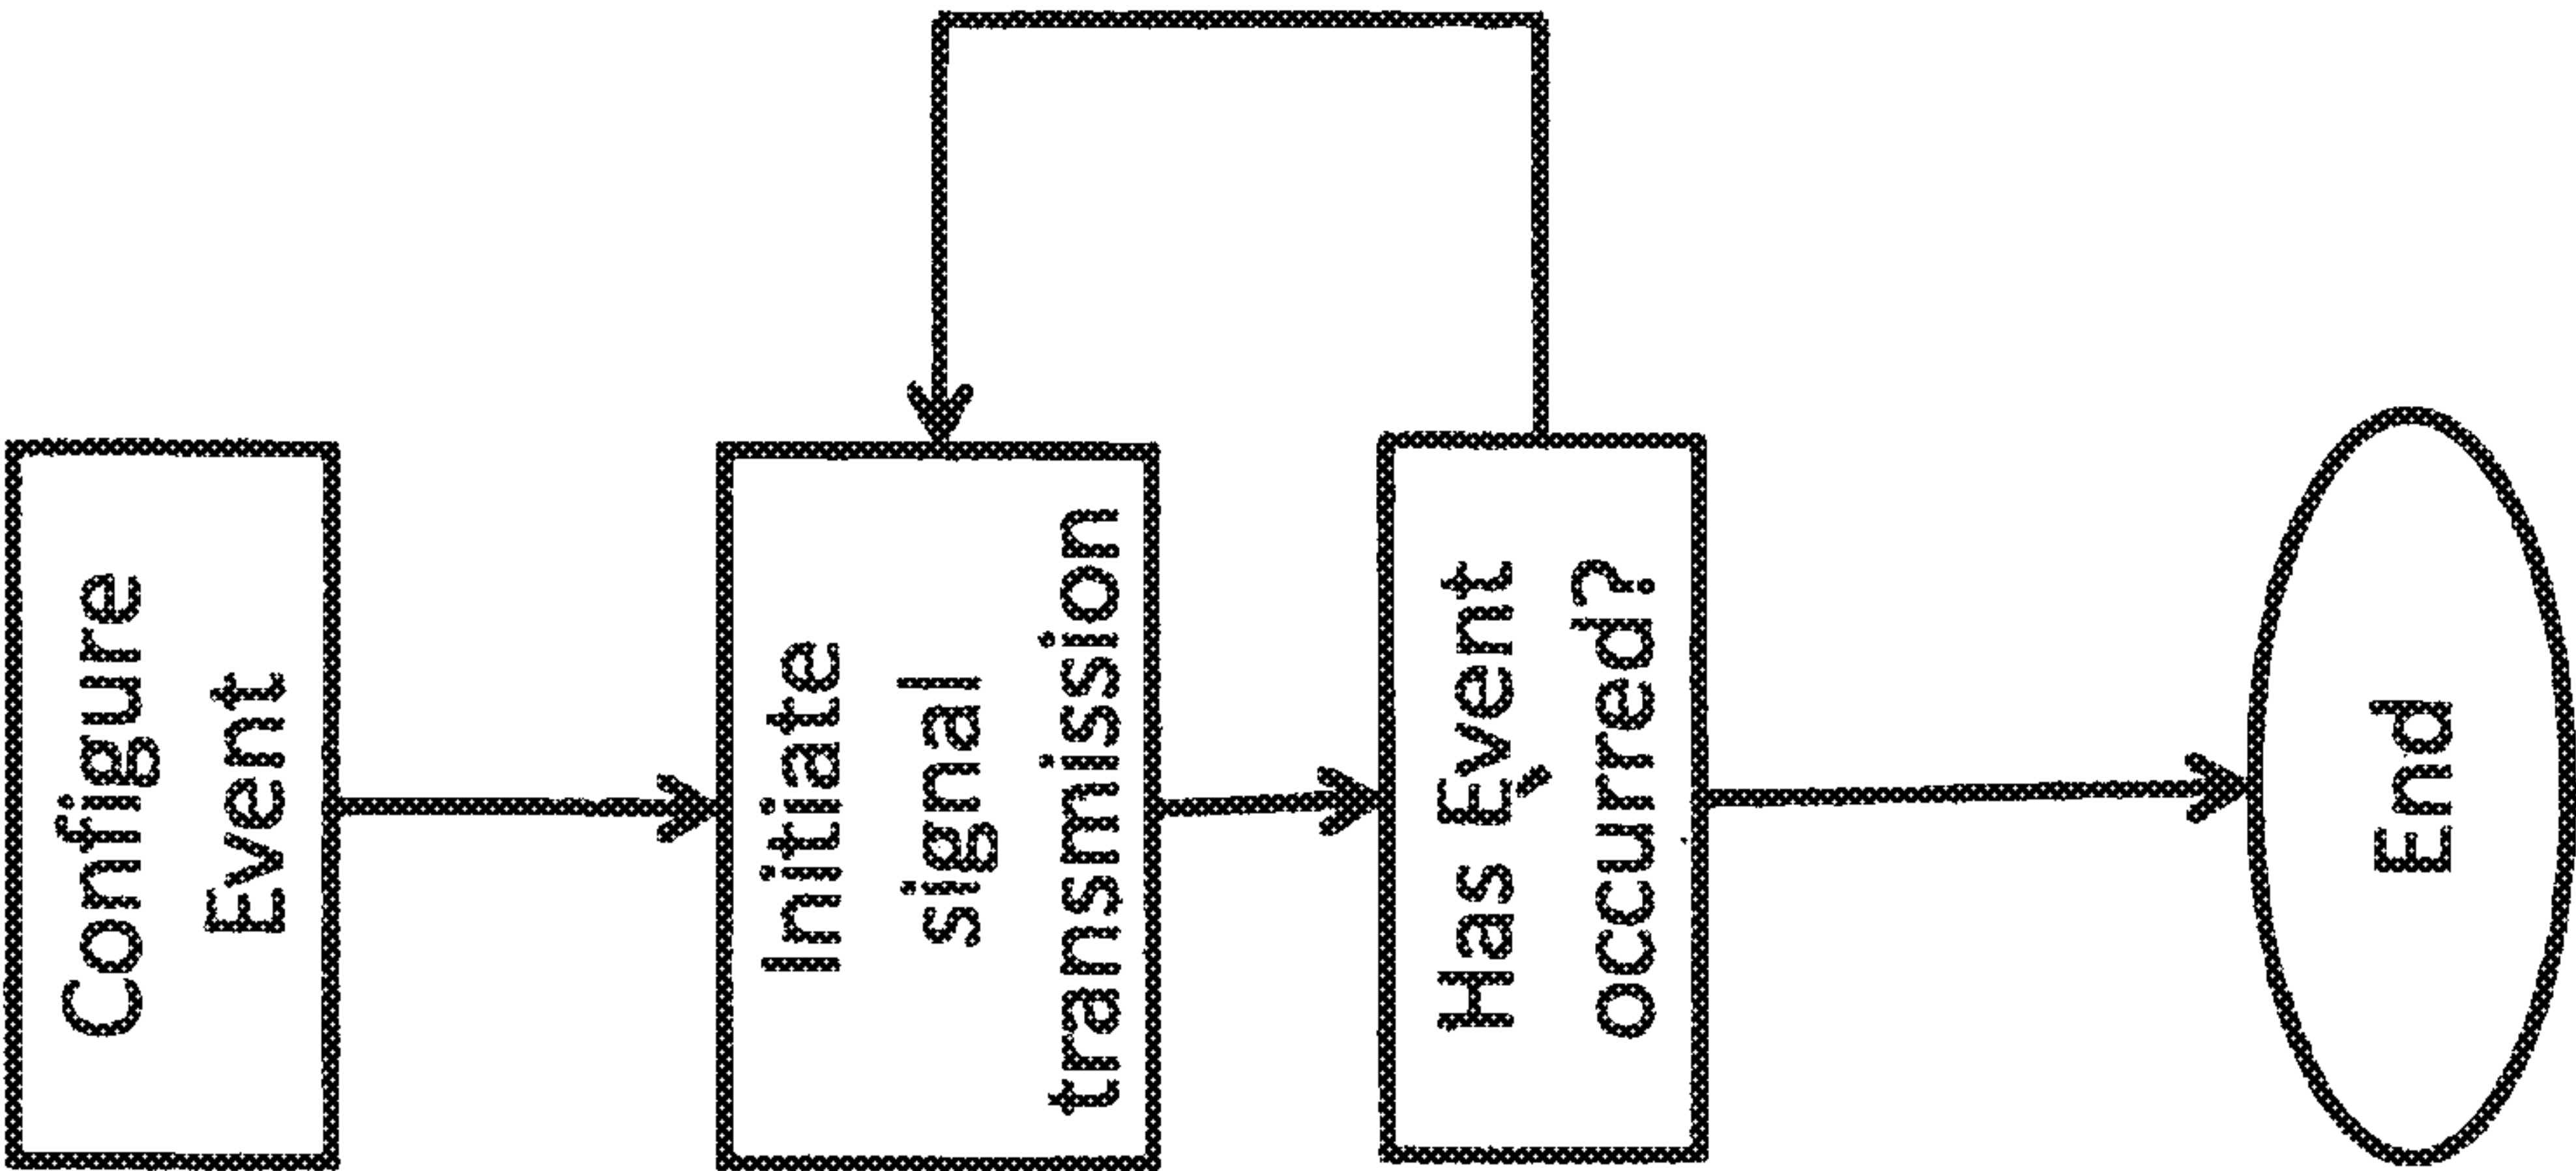 Configure
Event
Initiate
signal
transmission
Has Event
occurred?
End